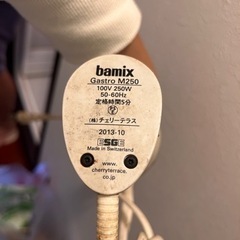 bamix
Gastro M250
100V 250W
50-60Hz
定格時間5分
(株)チェリーテラス
2013-10
ESGE
Made in Switzerland
www.
cherryterrace.
co.jp